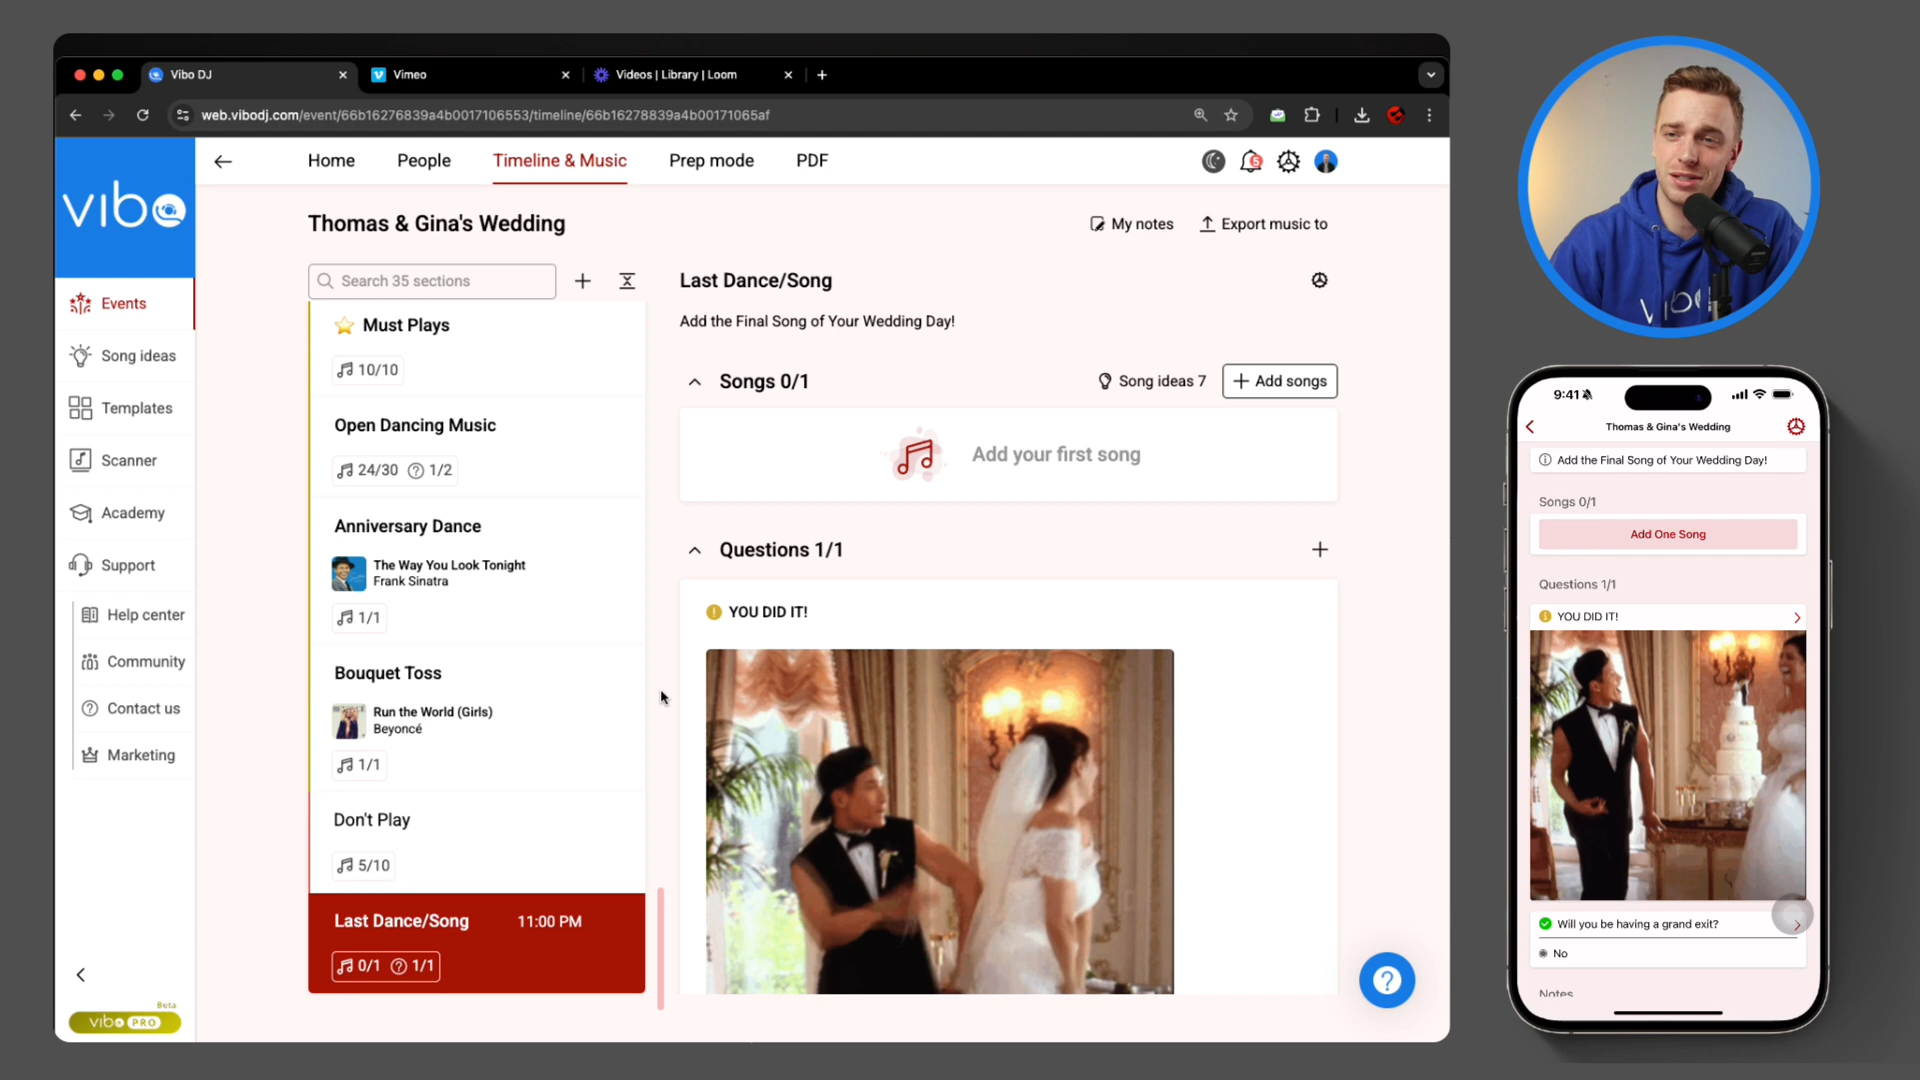 Vibo DJ
Vimeo
Videos | Library | Loom
web.vibodj.com/event/66b16276839a4b0017106553/timeline/66b16278839a4b00171065af
vibo
Home
People
Timeline & Music
Prep mode
PDF
5
Events
Song ideas
Templates
Scanner
Academy
Support
Help center
Community
Contact us
Marketing
Beta
vibo PRO
Thomas & Gina's Wedding
My notes
Export music to
Search 35 sections
Must Plays
10/10
Open Dancing Music
24/30 1/2
Anniversary Dance
The Way You Look Tonight
Frank Sinatra
1/1
Bouquet Toss
Run the World (Girls)
Beyoncé
1/1
Don't Play
5/10
Last Dance/Song 11:00 PM
0/1 1/1
Last Dance/Song
Add the Final Song of Your Wedding Day!
Songs 0/1
Song ideas 7
Add songs
Add your first song
Questions 1/1
YOU DID IT!
9:41
Thomas & Gina's Wedding
Add the Final Song of Your Wedding Day!
Songs 0/1
Add One Song
Questions 1/1
YOU DID IT!
Will you be having a grand exit?
No
Notes